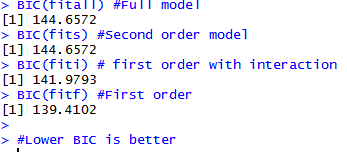 > BIC(fitall) #Full model
[1] 144.6572
> BIC(fits) #Second order model
[1] 144.6572
> BIC(fiti) # first order with interaction
[1] 141.9793
> BIC(fitf) #First order
[1] 139.4102
>
> #Lower BIC is better